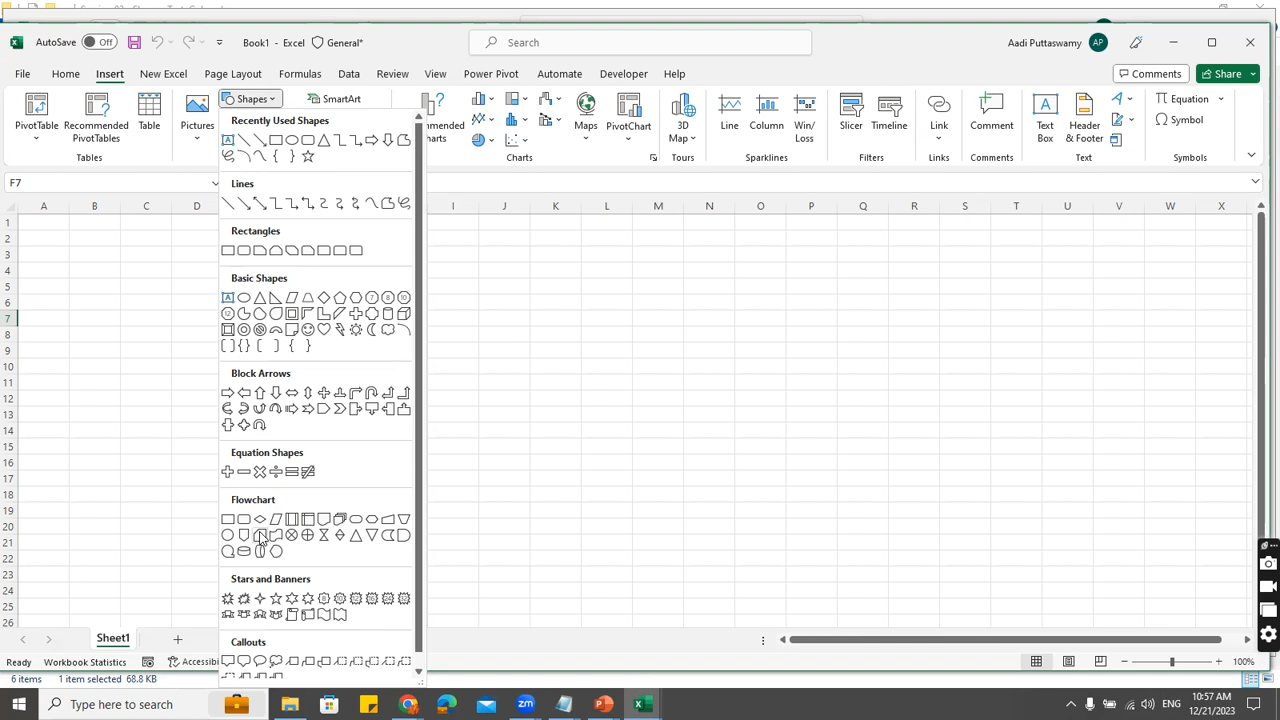 AutoSave Off Book1 - Excel General* Search Aadi Puttaswamy AP
File Home Insert New Excel Page Layout Formulas Data Review View Power Pivot Automate Developer Help Comments Share
PivotTable Recommended PivotTables Table Pictures Shapes SmartArt Maps PivotChart 3D Map Line Column Win/Loss Slicer Timeline Link Comment Text Box Header & Footer Equation Symbol
Tables Charts Tours Sparklines Filters Links Comments Text Symbols
F7
A B C D I J K L M N O P Q R S T U V W X
1
2
3
4
5
6
7
8
9
10
11
12
13
14
15
16
17
18
19
20
21
22
23
24
25
26
Recently Used Shapes
Lines
Rectangles
Basic Shapes
Block Arrows
Equation Shapes
Flowchart
Stars and Banners
Callouts
Sheet1
Ready Workbook Statistics Accessibi 100%
6 items 1 item selected 68.8 KB
Type here to search zm ENG 10:57 AM
12/21/2023